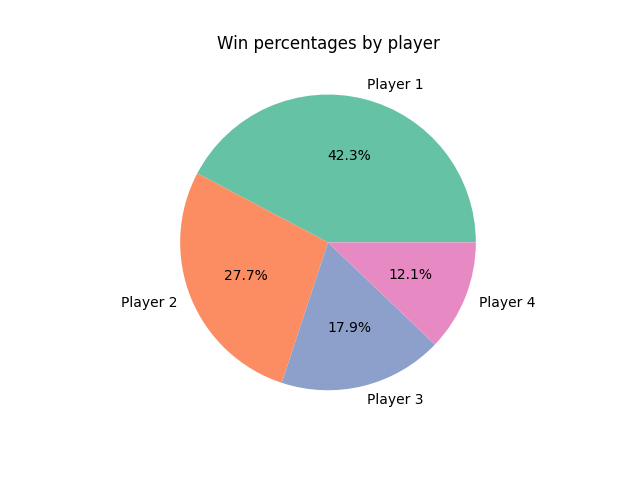 Win percentages by player
Player 1
42.3%
27.7%
12.1%
Player 2
Player 4
17.9%
Player 3